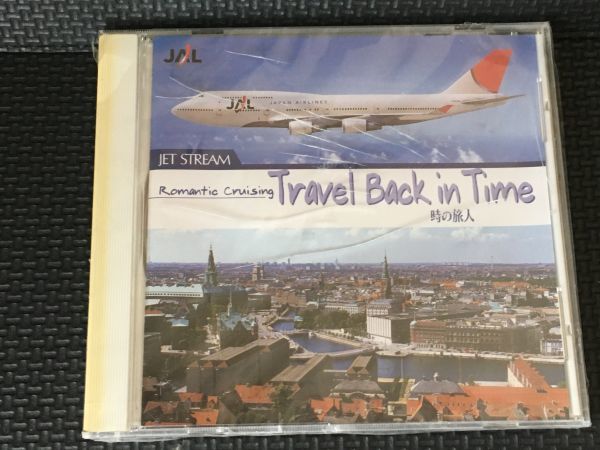 JAL
JAL JAPAN AIRLINES
JET STREAM
Romantic Cruising Travel Back in Time
時の旅人